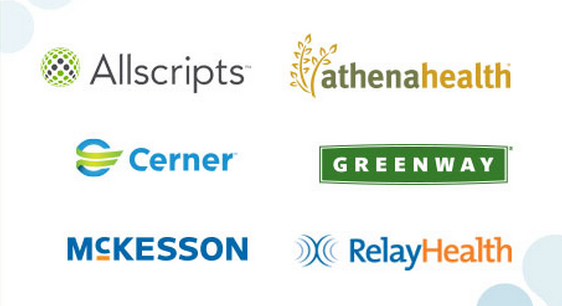 Allscripts™
athenahealth
Cerner
GREENWAY®
McKESSON
RelayHealth